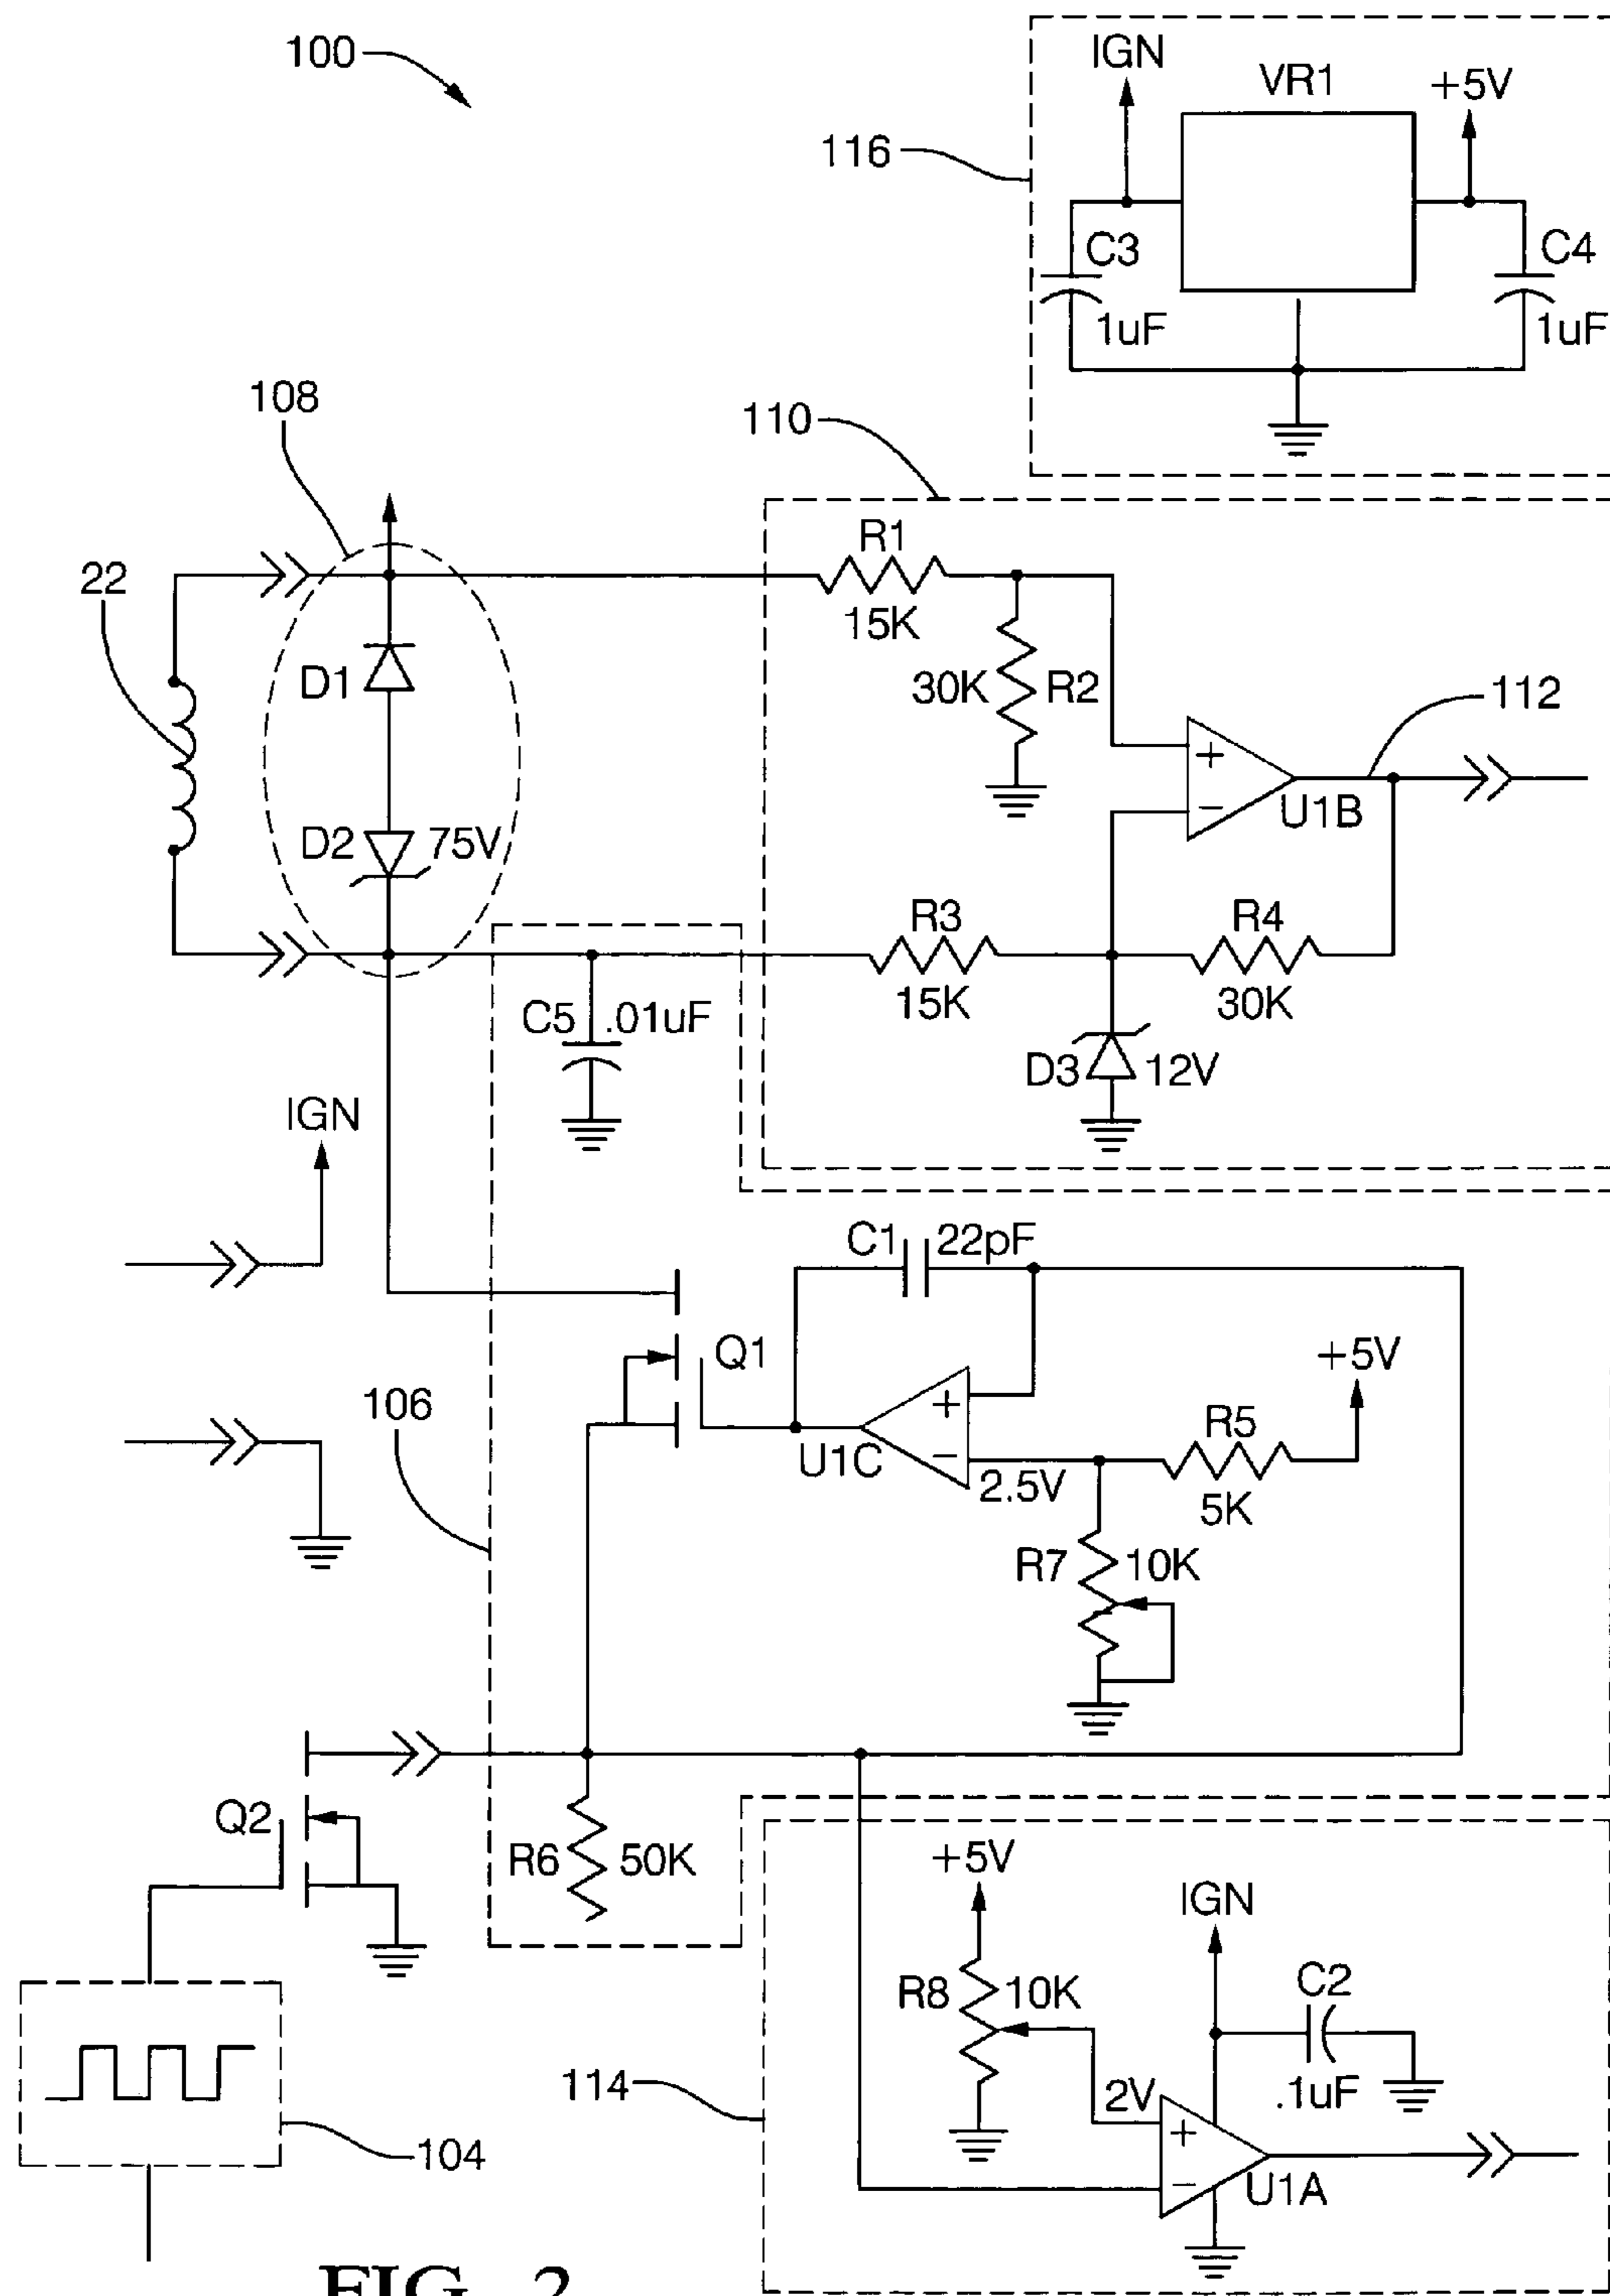 100
IGN
VR1
+5V
116
C3
1uF
C4
1uF
108
110
22
R1
15K
30K
R2
D1
D2
75V
+
−
U1B
112
R3
15K
R4
30K
C5
.01uF
D3
12V
IGN
C1
22pF
Q1
+5V
106
+
−
U1C
2.5V
R5
5K
R7
10K
Q2
R6
50K
+5V
IGN
R8
10K
C2
.1uF
114
2V
+
−
U1A
104
FIG. 2